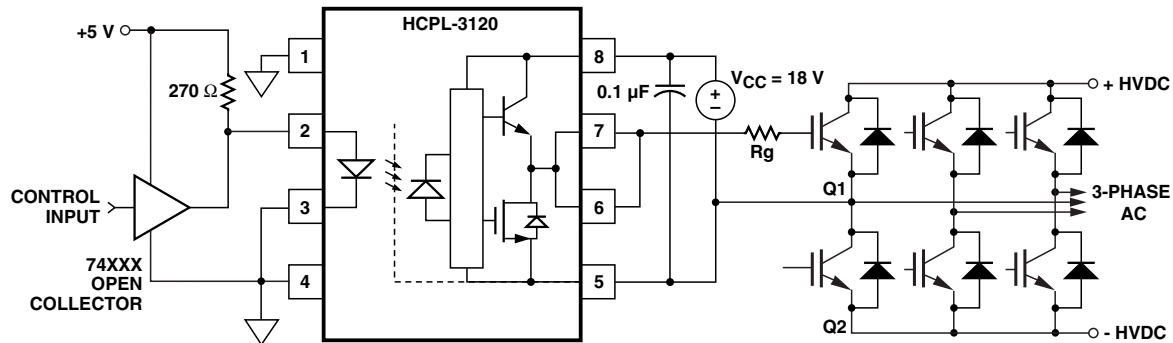 HCPL-3120
+5 V
270 Ω
1
2
3
4
8
7
6
5
CONTROL
INPUT
74XXX
OPEN
COLLECTOR
0.1 µF
VCC = 18 V
+
–
Rg
Q1
Q2
+ HVDC
3-PHASE
AC
- HVDC